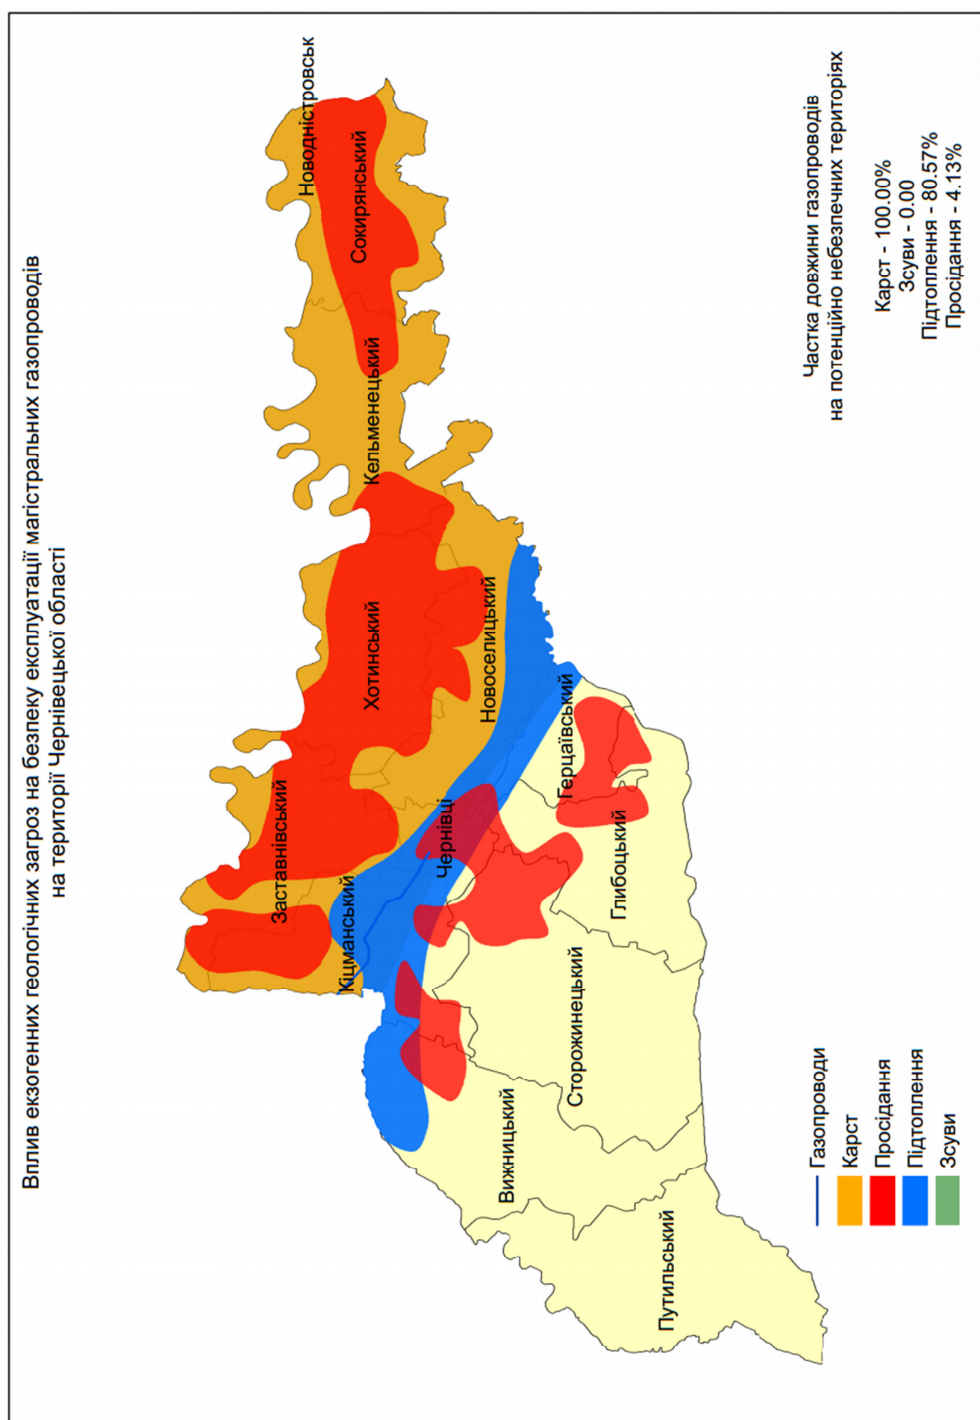 Вплив екзогенних геологічних загроз на безпеку експлуатації магістральних газопроводів
на території Чернівецької області
Новодністровськ
Сокирянський
Кельменецький
Хотинський
Новоселицький
Заставнівський
Кіцманський
Чернівці
Герцаївський
Глибоцький
Сторожинецький
Вижницький
Путильський
Газопроводи
Карст
Просідання
Підтоплення
Зсуви
Частка довжини газопроводів
на потенційно небезпечних територіях
Карст - 100.00%
Зсуви - 0.00
Підтоплення - 80.57%
Просідання - 4.13%